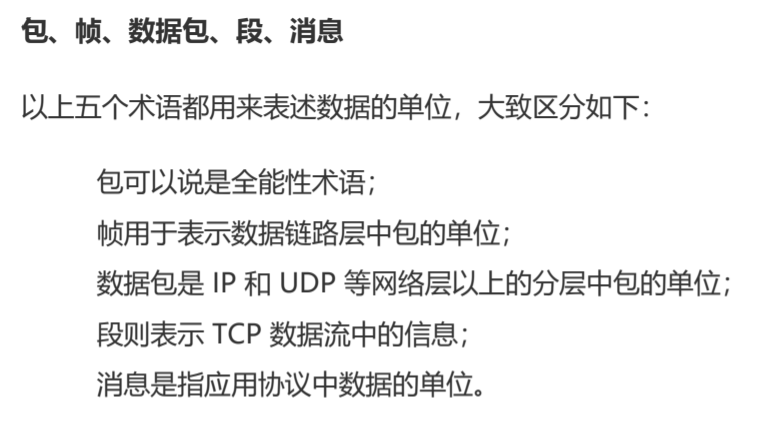 包、帧、数据包、段、消息
以上五个术语都用来表述数据的单位，大致区分如下：
包可以说是全能性术语；
帧用于表示数据链路层中包的单位；
数据包是 IP 和 UDP 等网络层以上的分层中包的单位；
段则表示 TCP 数据流中的信息；
消息是指应用协议中数据的单位。